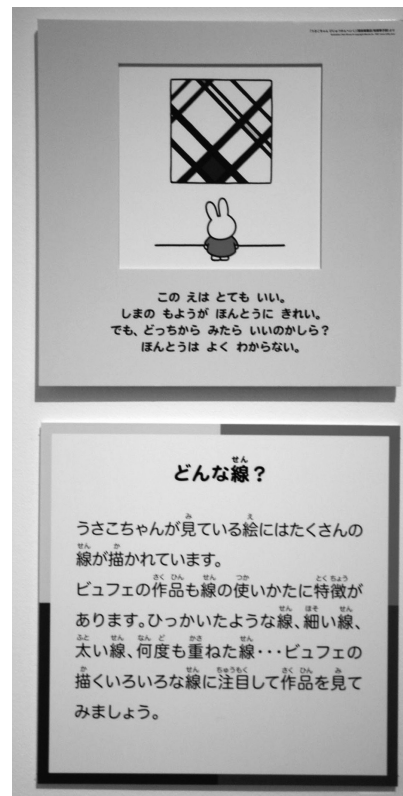 この えは とても いい。
しまの もようが ほんとうに きれい。
でも、どっちから みたら いいのかしら？
ほんとうは よく わからない。
どんな線？
うさこちゃんが見ている絵にはたくさんの
線が描かれています。
ビュフェの作品も線の使いかたに特徴が
あります。ひっかいたような線、細い線、
太い線、何度も重ねた線･･･ビュフェの
描くいろいろな線に注目して作品を見て
みましょう。